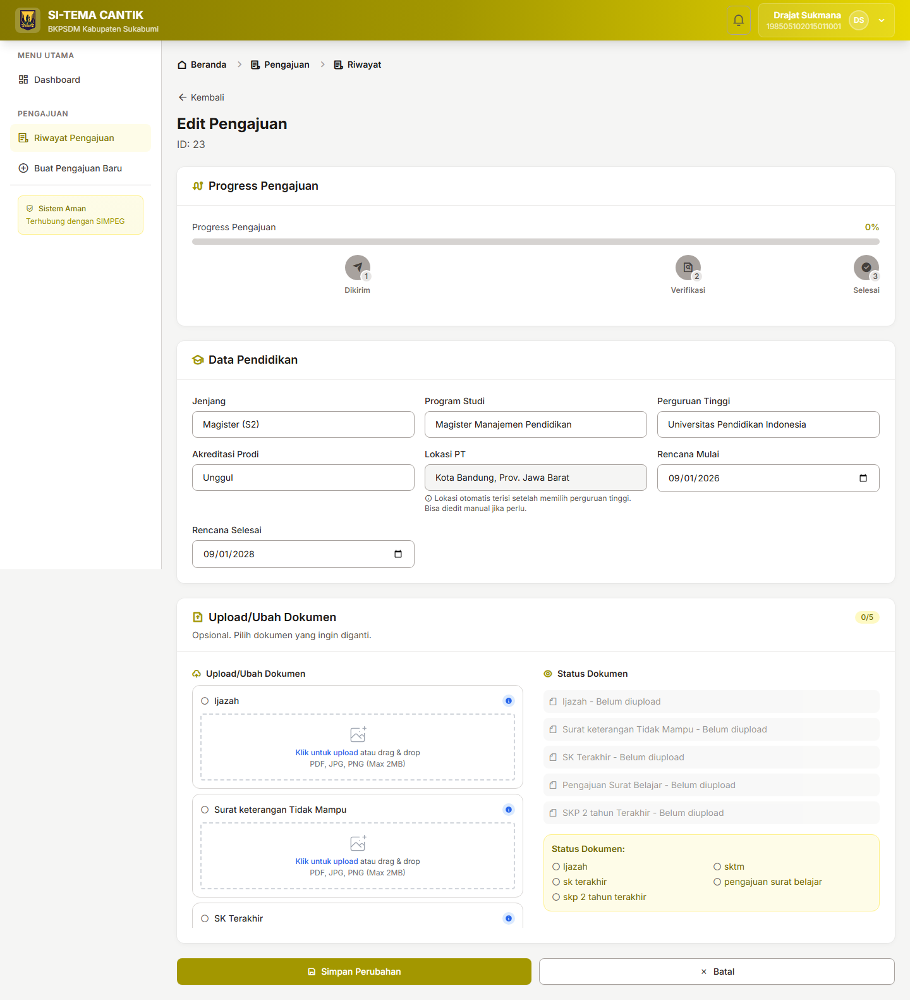 SI-TEMA CANTIK
BKPSDM Kabupaten Sukabumi
Drajat Sukmana
198505102015011001
DS
MENU UTAMA
Dashboard
PENGAJUAN
Riwayat Pengajuan
Buat Pengajuan Baru
Sistem Aman
Terhubung dengan SIMPEG
Beranda
Pengajuan
Riwayat
Kembali
Edit Pengajuan
ID: 23
Progress Pengajuan
Progress Pengajuan
0%
1
Dikirim
2
Verifikasi
3
Selesai
Data Pendidikan
Jenjang
Magister (S2)
Program Studi
Magister Manajemen Pendidikan
Perguruan Tinggi
Universitas Pendidikan Indonesia
Akreditasi Prodi
Unggul
Lokasi PT
Kota Bandung, Prov. Jawa Barat
Lokasi otomatis terisi setelah memilih perguruan tinggi.
Bisa diedit manual jika perlu.
Rencana Mulai
09/01/2026
Rencana Selesai
09/01/2028
Upload/Ubah Dokumen
0/5
Opsional. Pilih dokumen yang ingin diganti.
Upload/Ubah Dokumen
Ijazah
Klik untuk upload atau drag & drop
PDF, JPG, PNG (Max 2MB)
Surat keterangan Tidak Mampu
Klik untuk upload atau drag & drop
PDF, JPG, PNG (Max 2MB)
SK Terakhir
Status Dokumen
Ijazah - Belum diupload
Surat keterangan Tidak Mampu - Belum diupload
SK Terakhir - Belum diupload
Pengajuan Surat Belajar - Belum diupload
SKP 2 tahun Terakhir - Belum diupload
Status Dokumen:
Ijazah
sktm
sk terakhir
pengajuan surat belajar
skp 2 tahun terakhir
Simpan Perubahan
Batal